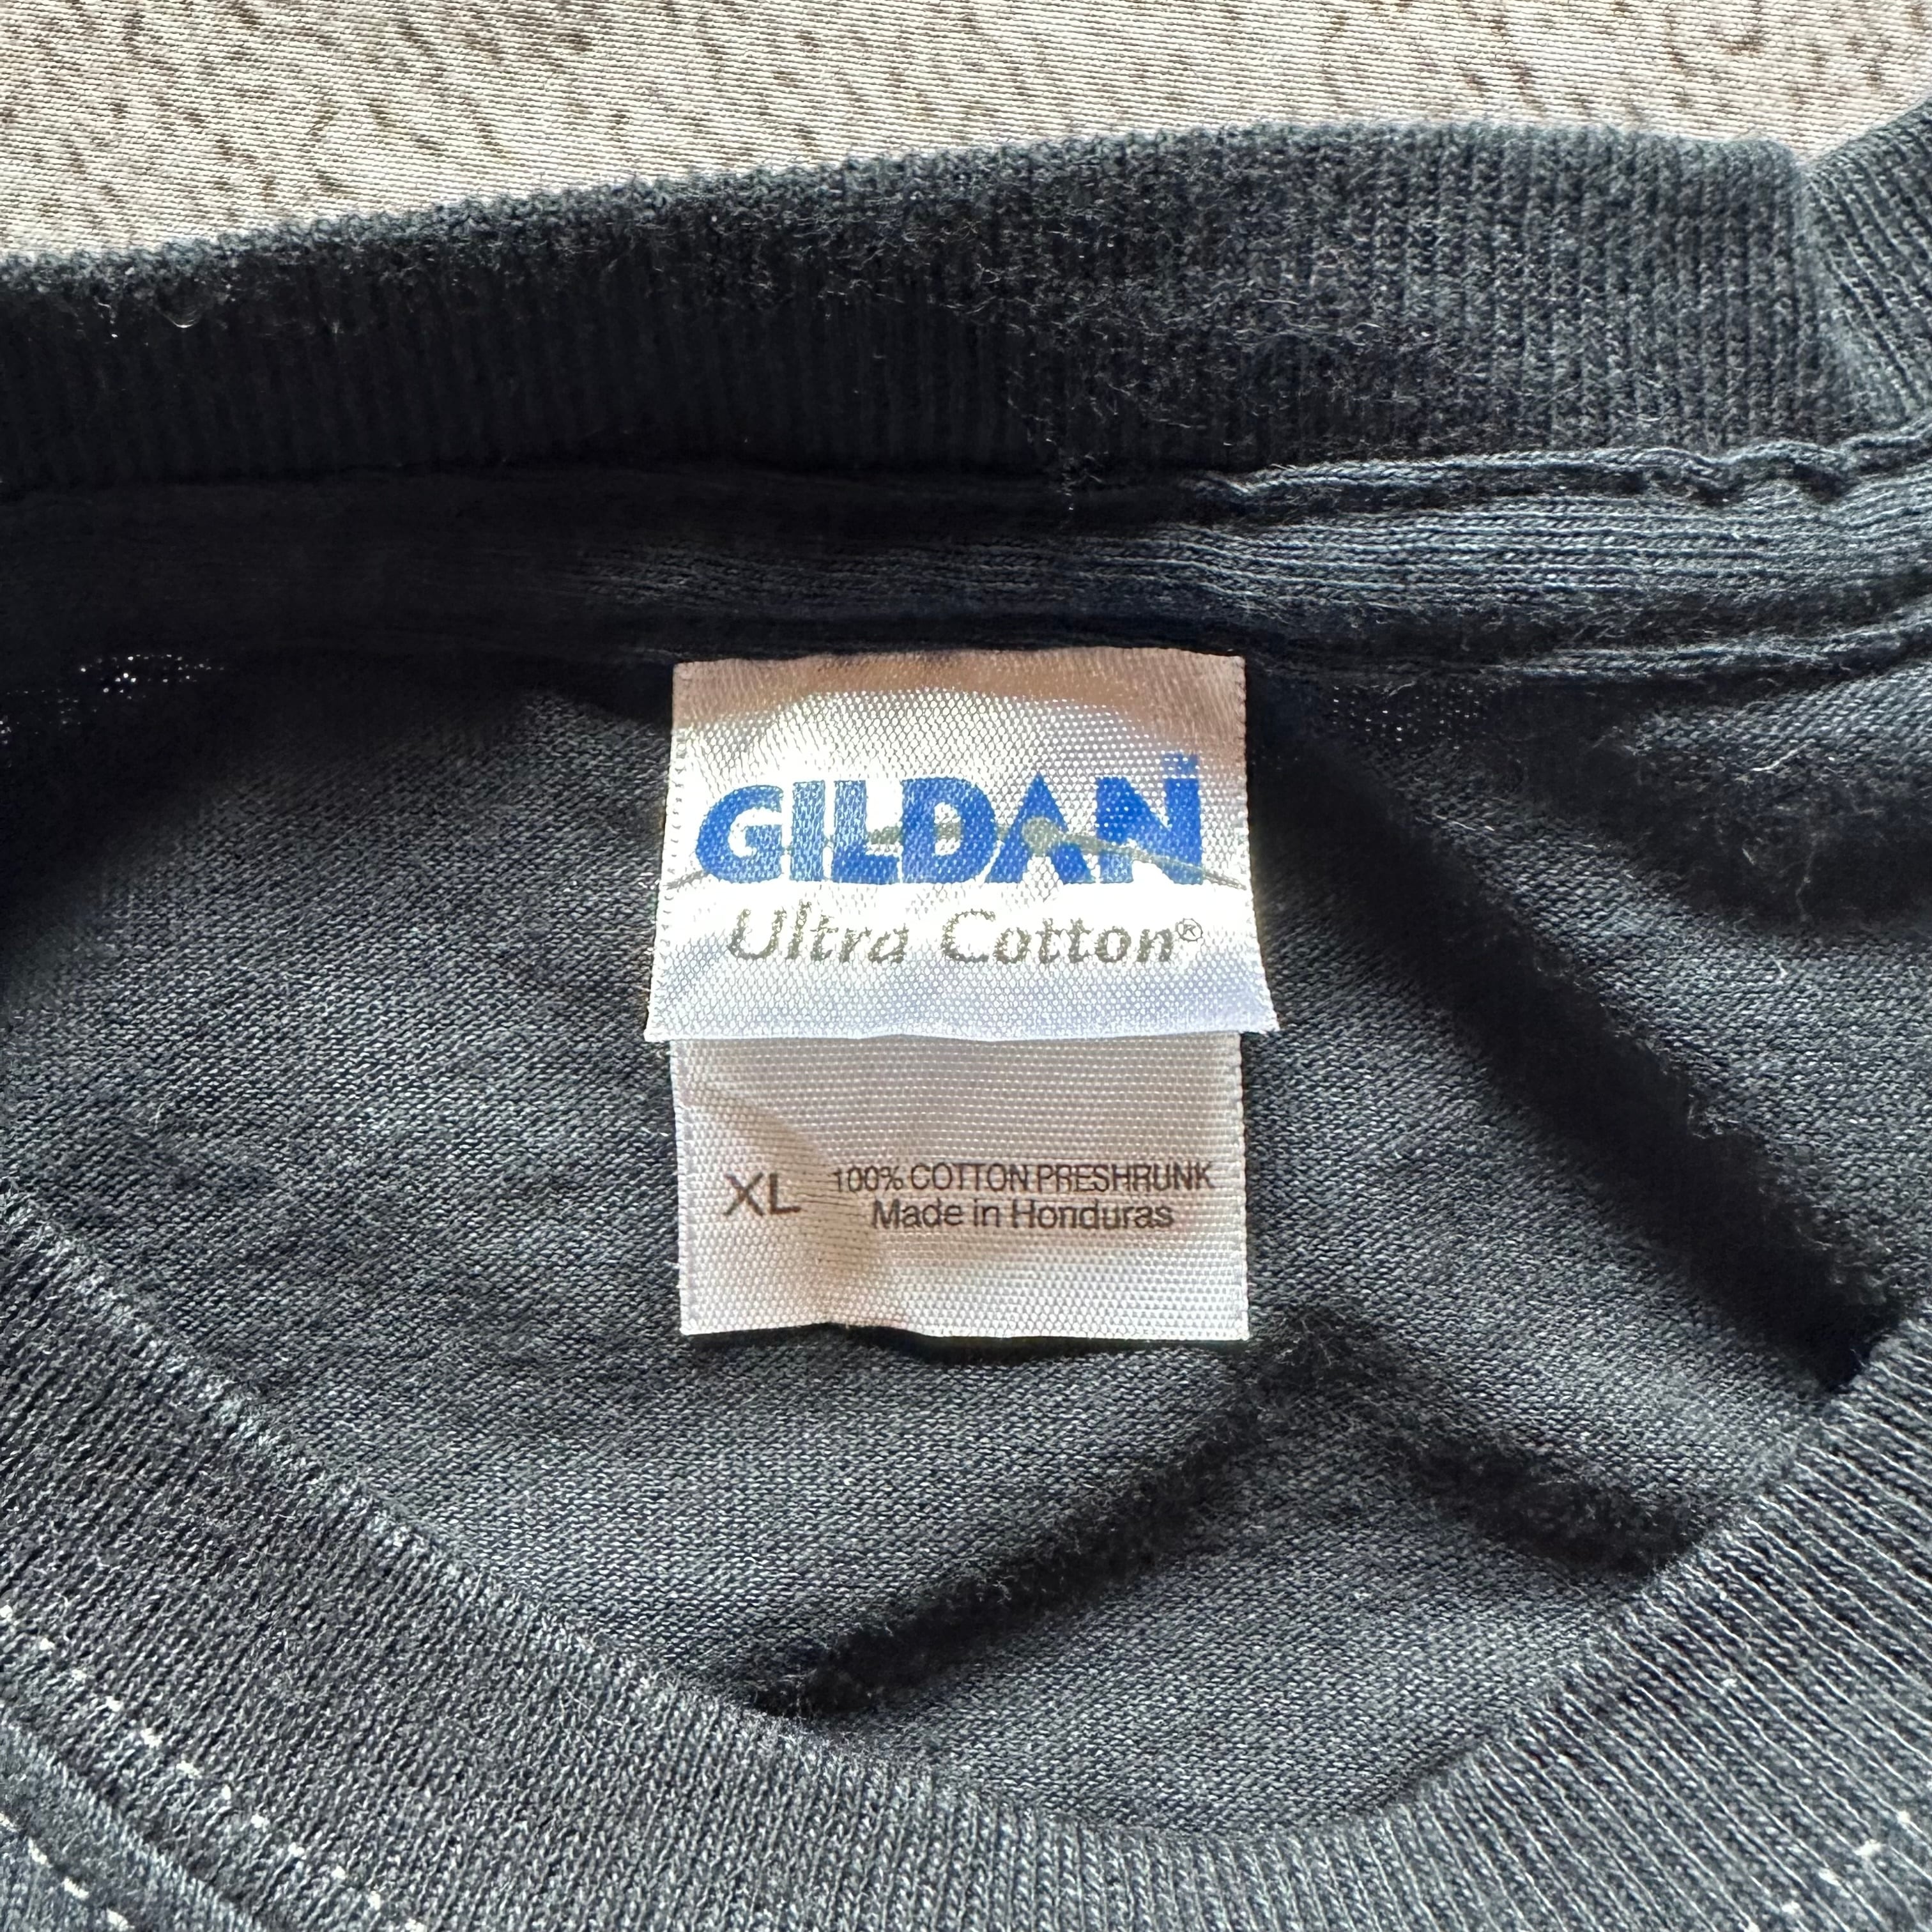 GILDAN
Ultra Cotton®
XL 100% COTTON PRESHRUNK
Made in Honduras